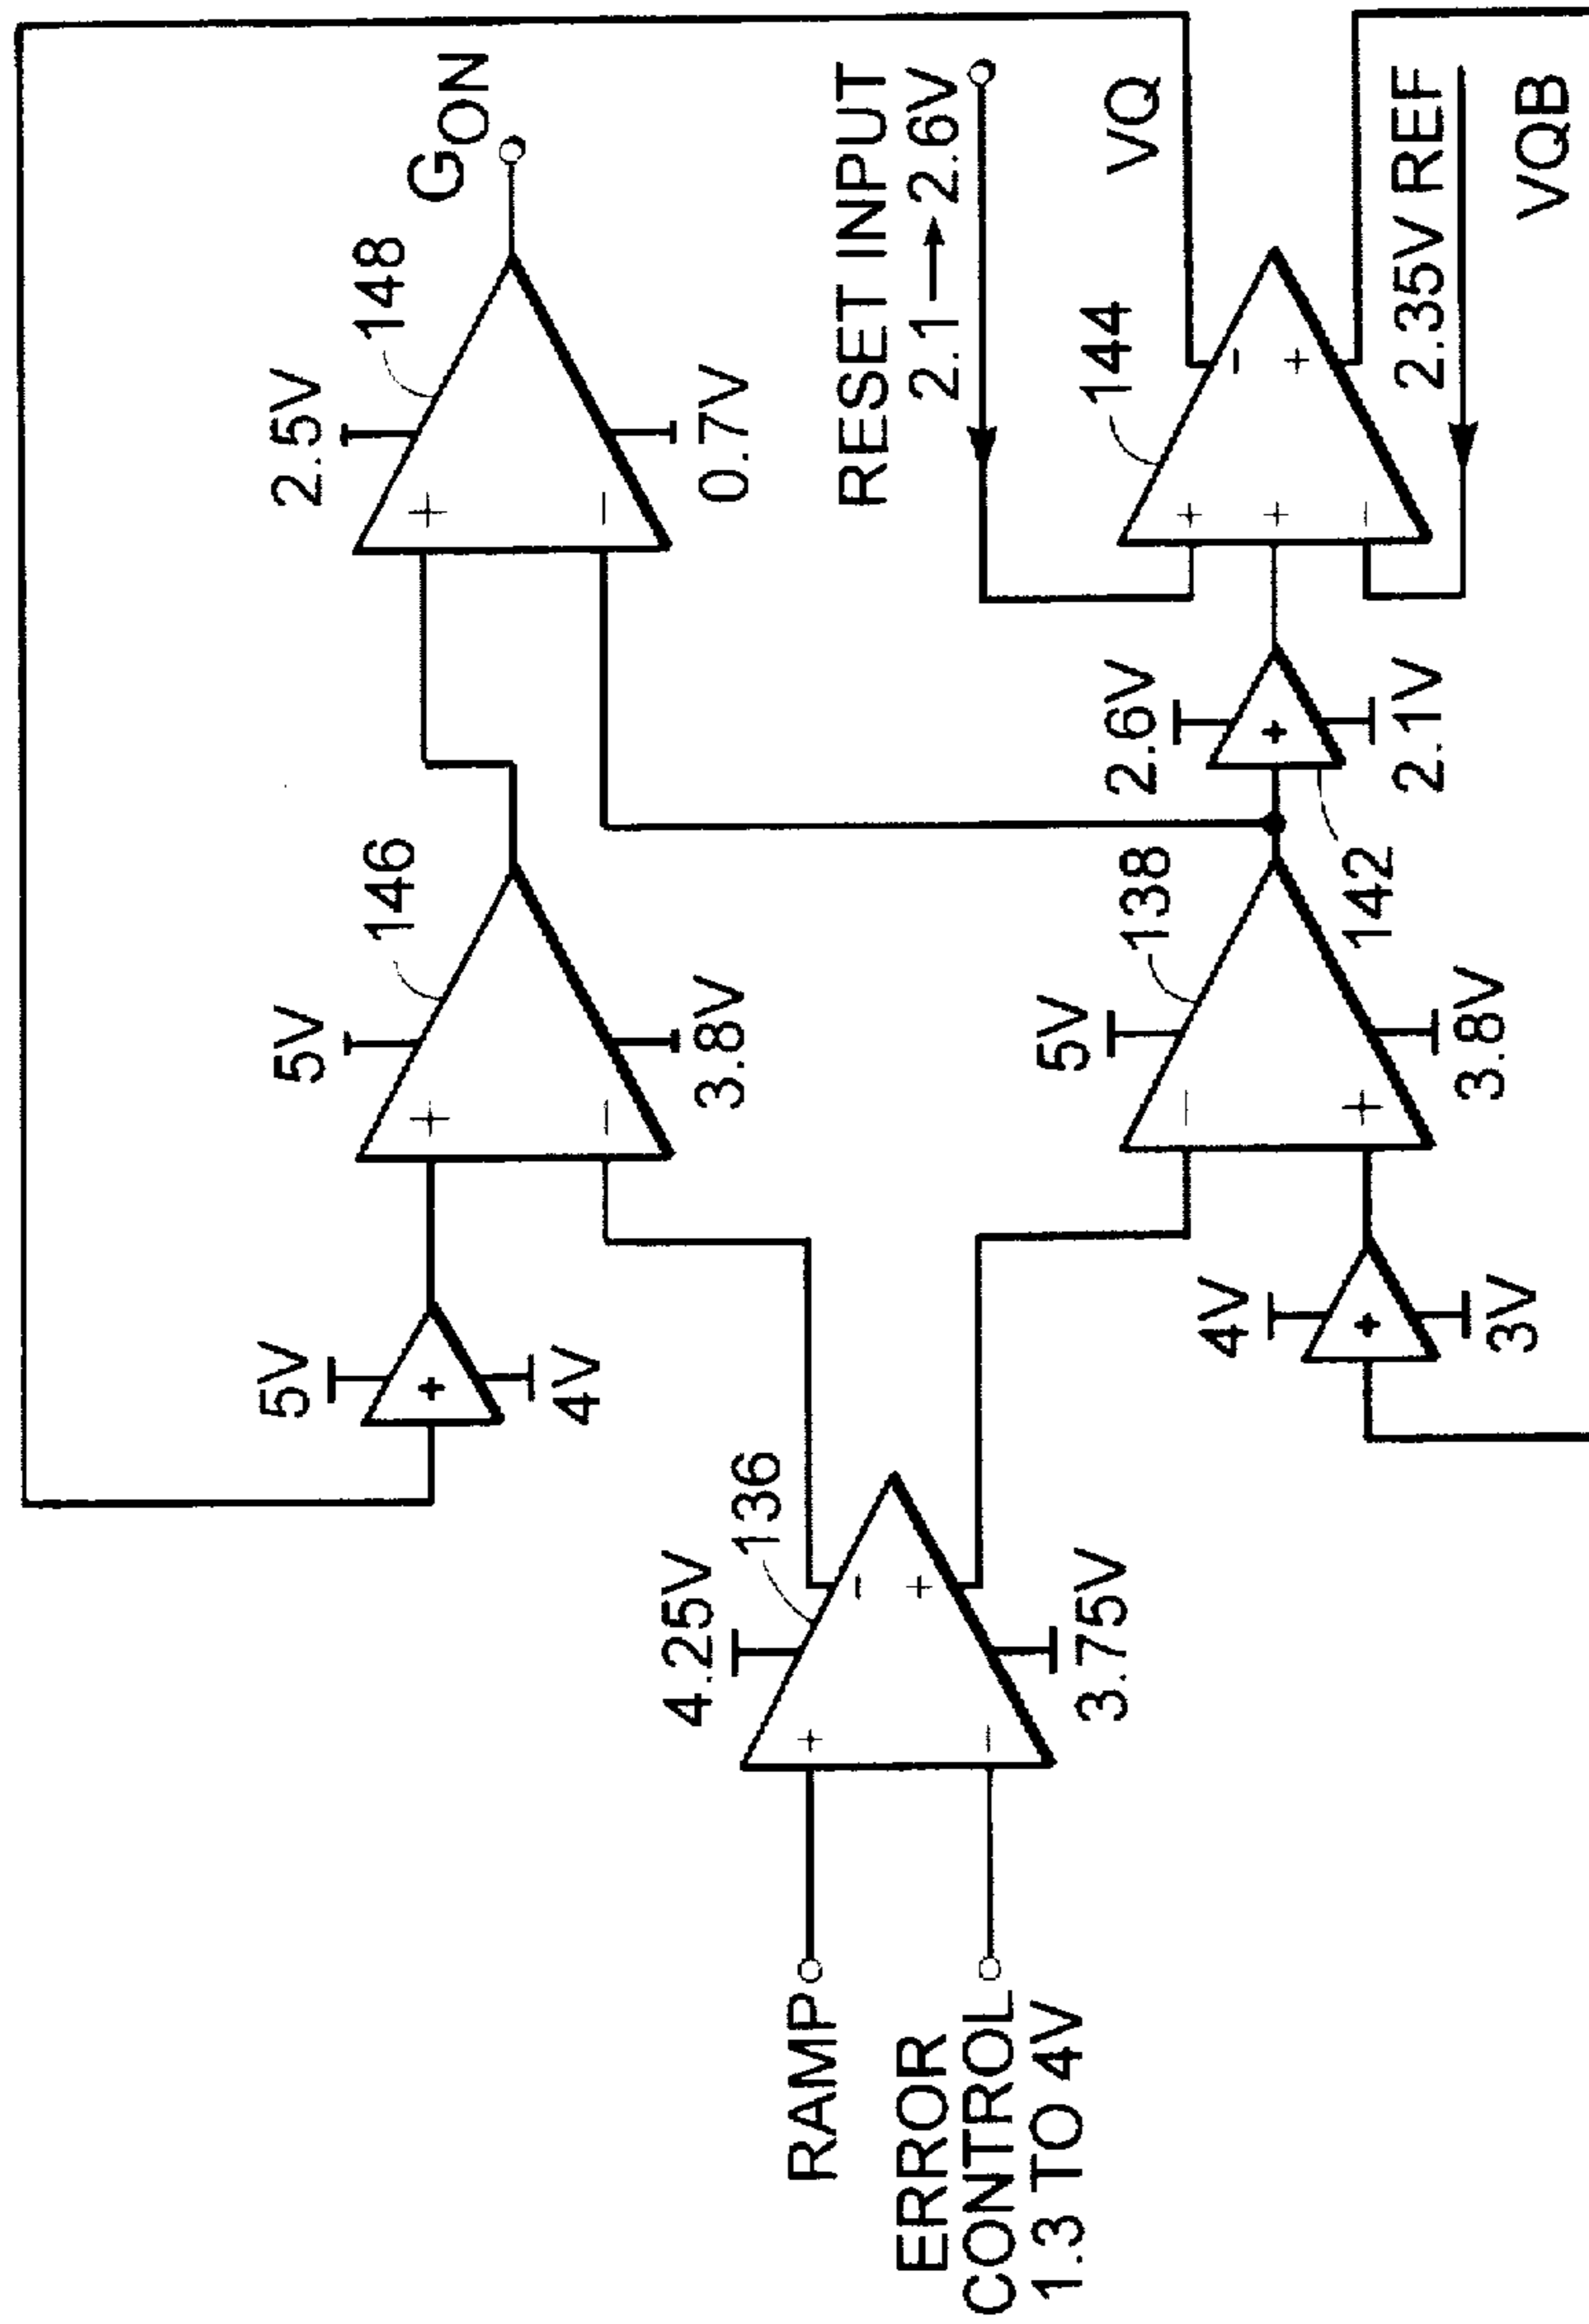 5V
4V
5V
146
3.8V
2.5V
148
0.7V
GON
RAMP
ERROR
CONTROL
1.3 TO 4V
4.25V
136
3.75V
RESET INPUT
2.1 → 2.6V
4V
3V
5V
138
3.8V
142
2.6V
2.1V
144
VQ
2.35V REF
VQB
+
+
-
+
-
+
-
-
+
-
+
+
+
+
+
-
-
+
+